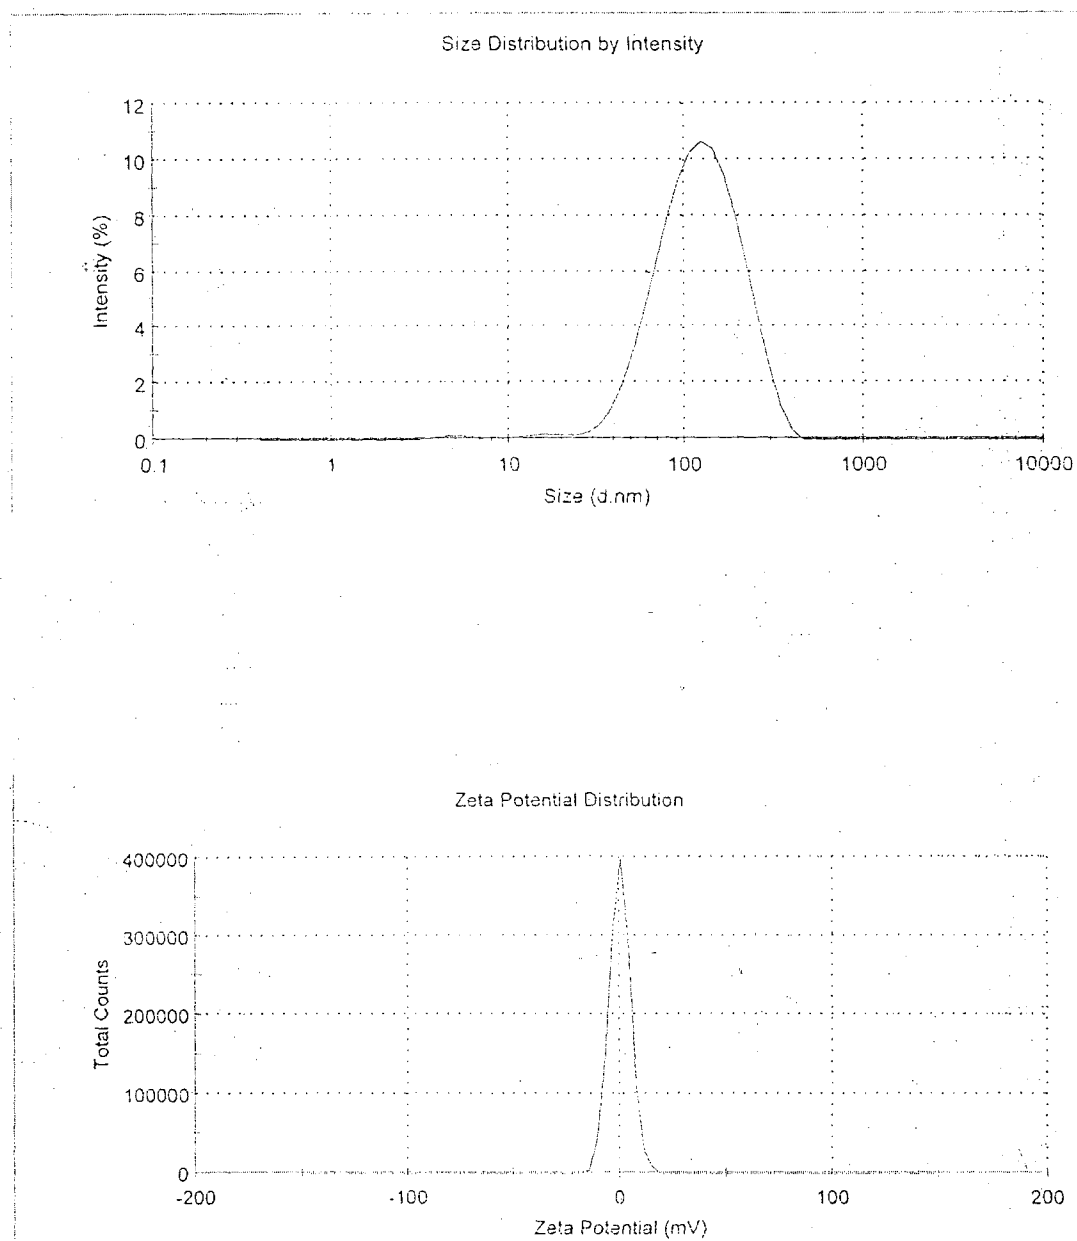 Size Distribution by Intensity
12
10
8
6
4
2
0
Intensity (%)
0.1 1 10 100 1000 10000
Size (d.nm)
Zeta Potential Distribution
400000
300000
200000
100000
0
Total Counts
-200 -100 0 100 200
Zeta Potential (mV)